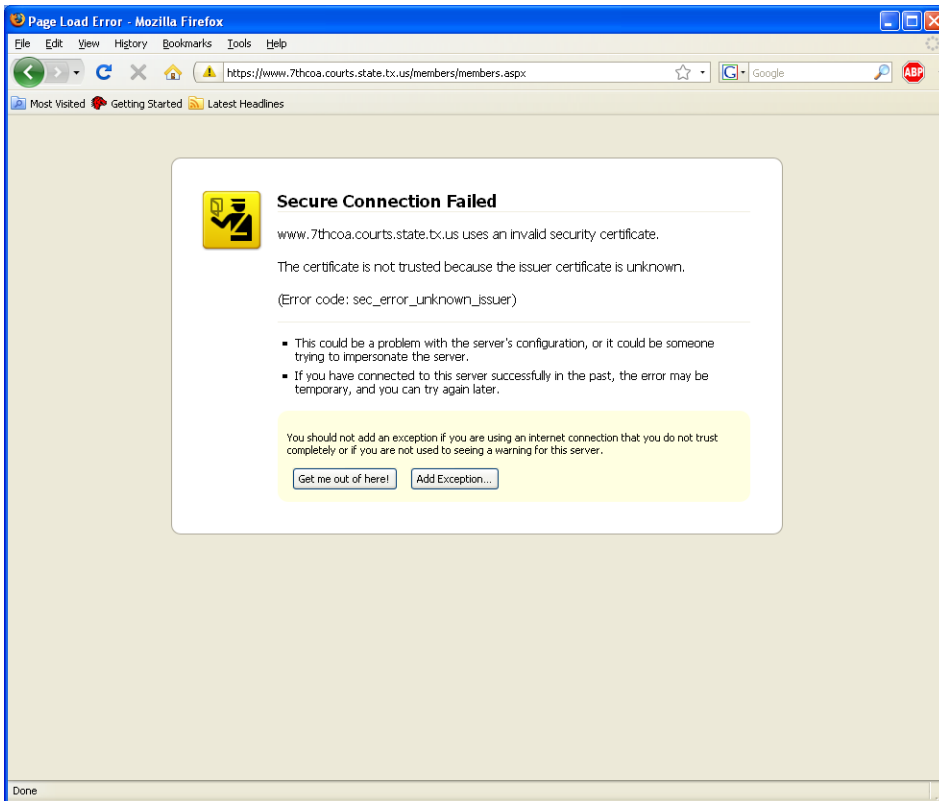 Page Load Error - Mozilla Firefox
File Edit View History Bookmarks Tools Help
https://www.7thcoa.courts.state.tx.us/members/members.aspx G Google ABP
Most Visited Getting Started Latest Headlines
Secure Connection Failed
www.7thcoa.courts.state.tx.us uses an invalid security certificate.
The certificate is not trusted because the issuer certificate is unknown.
(Error code: sec_error_unknown_issuer)
This could be a problem with the server's configuration, or it could be someone
trying to impersonate the server.
If you have connected to this server successfully in the past, the error may be
temporary, and you can try again later.
You should not add an exception if you are using an internet connection that you do not trust
completely or if you are not used to seeing a warning for this server.
Get me out of here! Add Exception...
Done